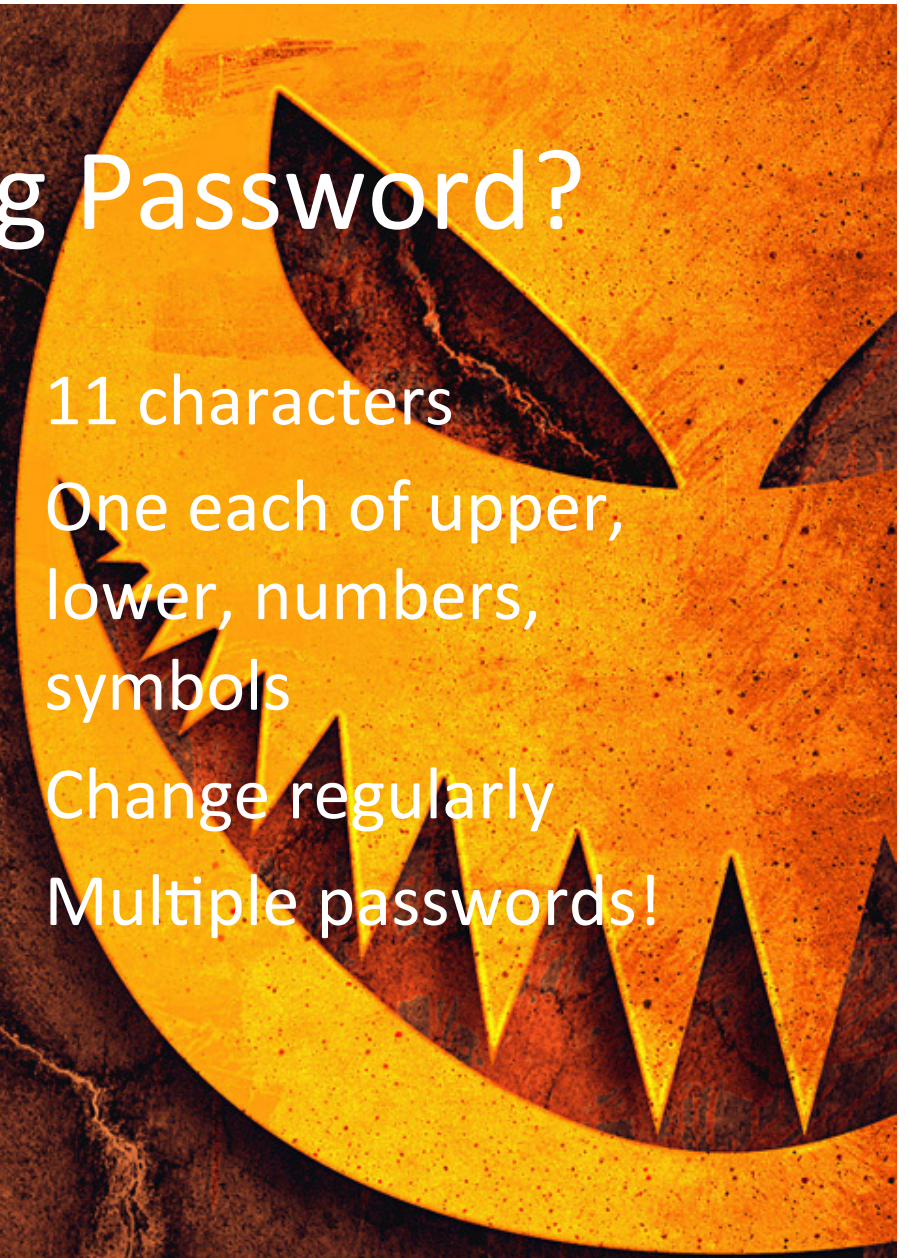 g Password?
11 characters
One each of upper,
lower, numbers,
symbols
Change regularly
Multiple passwords!